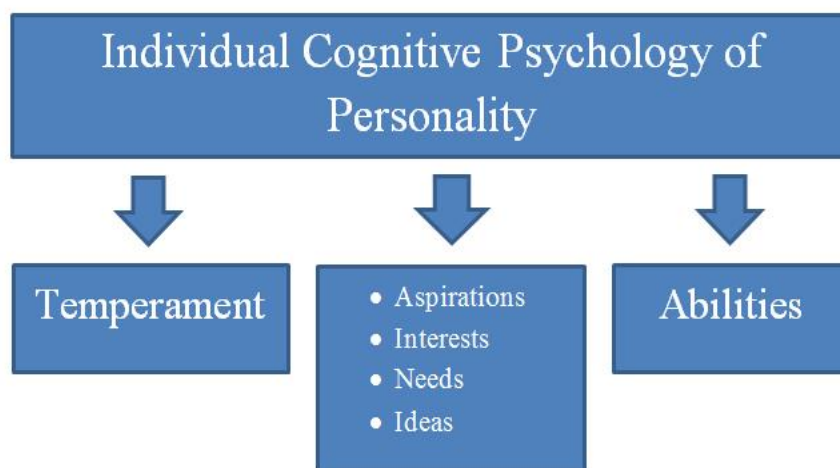 Individual Cognitive Psychology of
Personality
Temperament
• Aspirations
• Interests
• Needs
• Ideas
Abilities